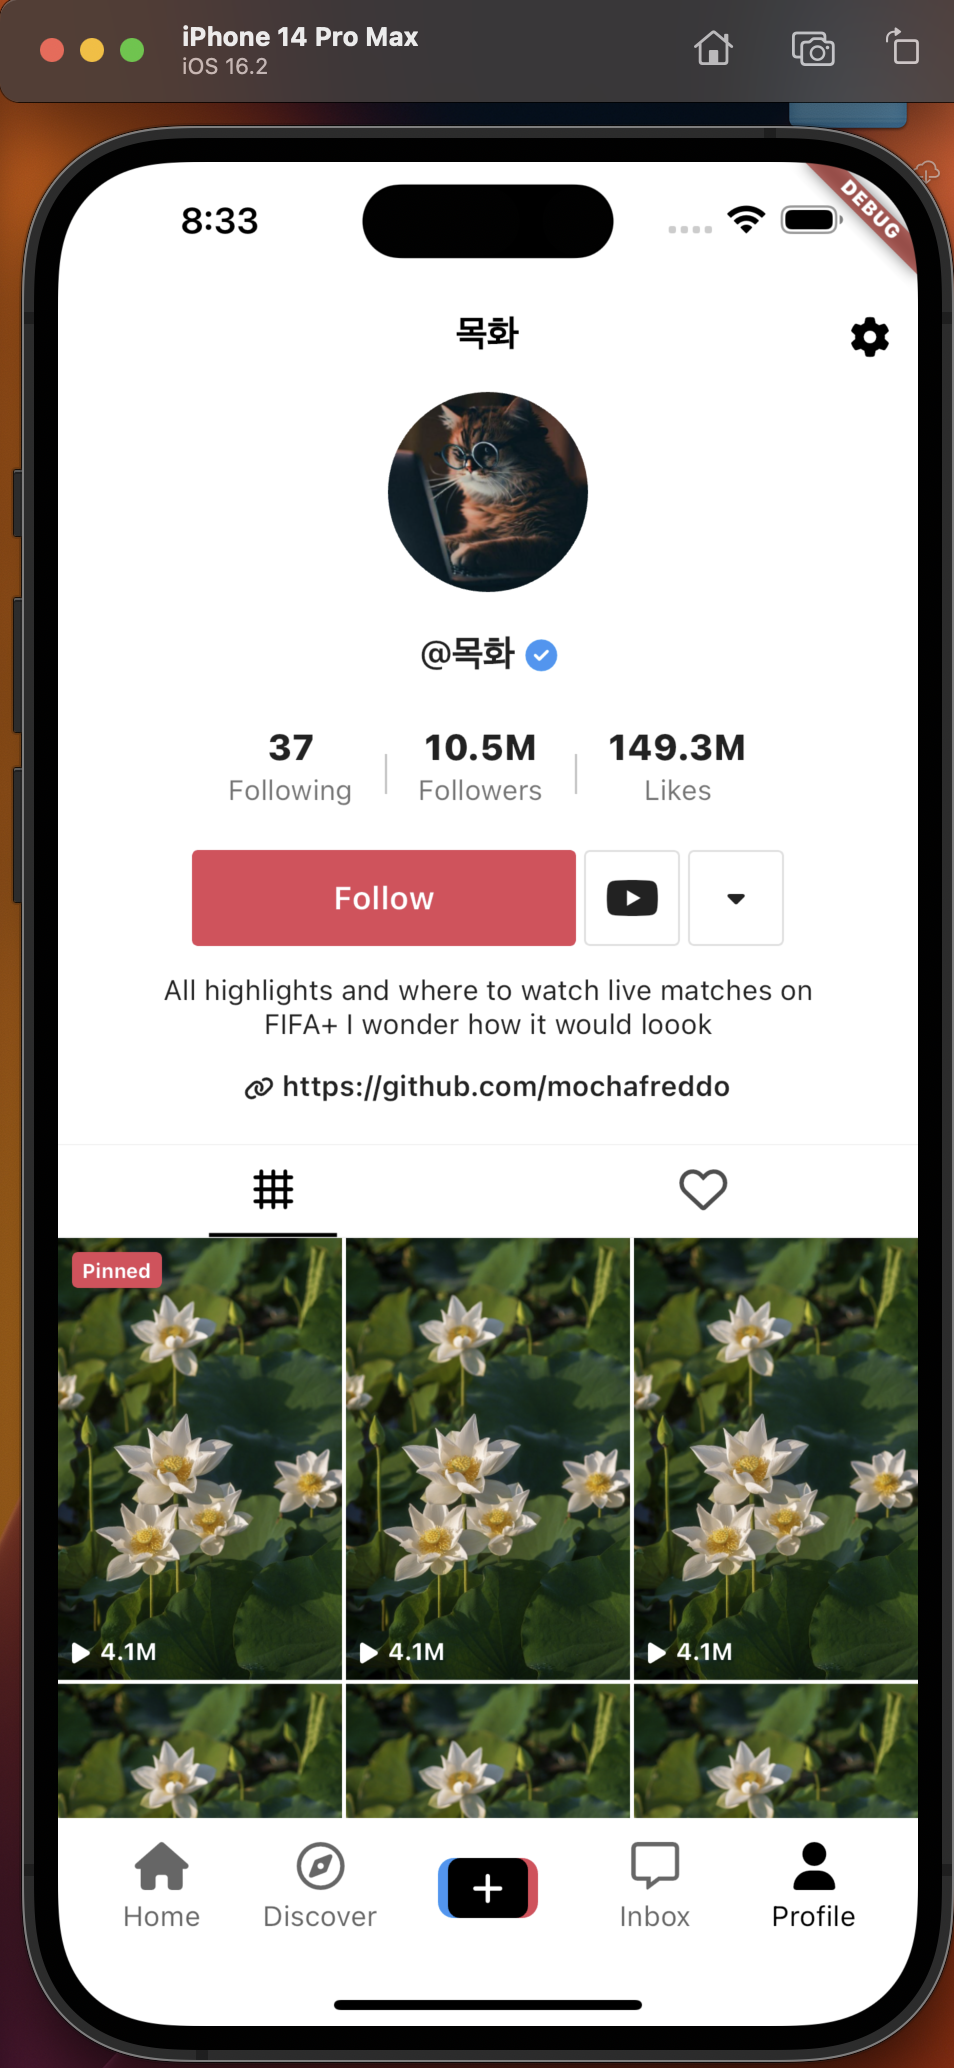 iPhone 14 Pro Max
iOS 16.2
8:33
DEBUG
목화
@목화
37 10.5M 149.3M
Following Followers Likes
Follow
All highlights and where to watch live matches on
FIFA+ I wonder how it would loook
https://github.com/mochafreddo
Pinned
4.1M 4.1M 4.1M
Home Discover Inbox Profile